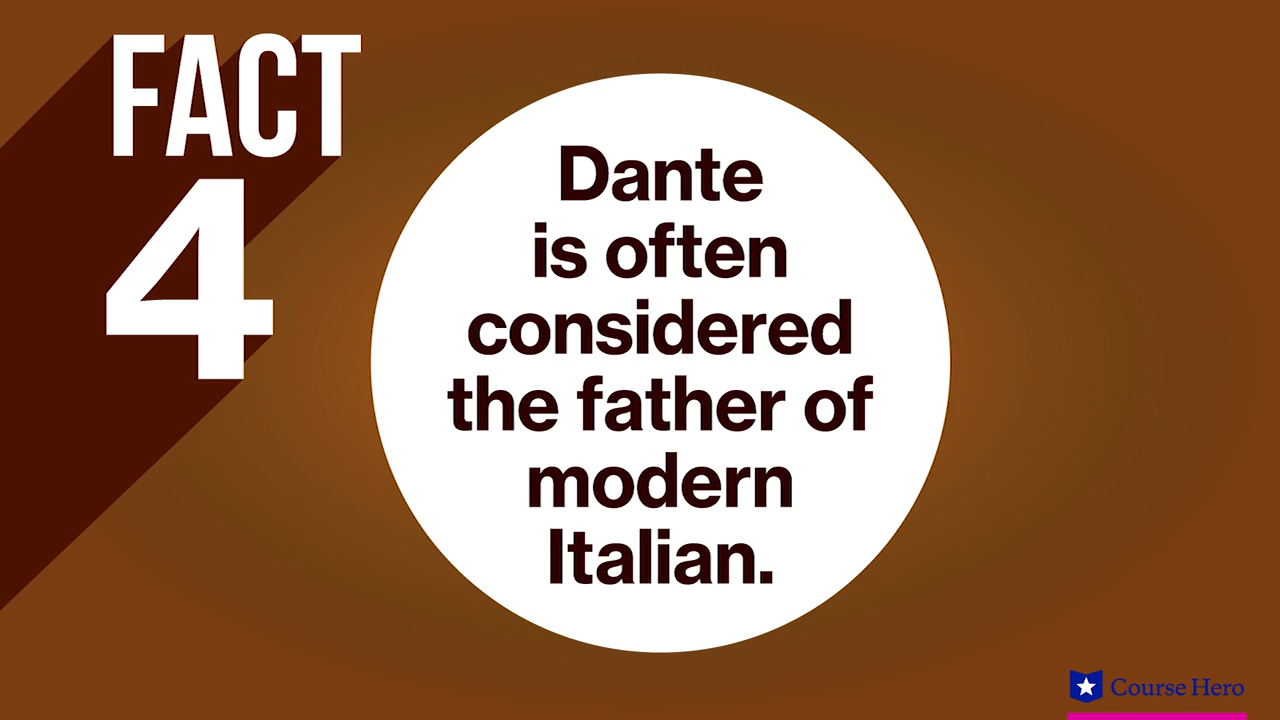 FACT
4
Dante
is often
considered
the father of
modern
Italian.
Course Hero